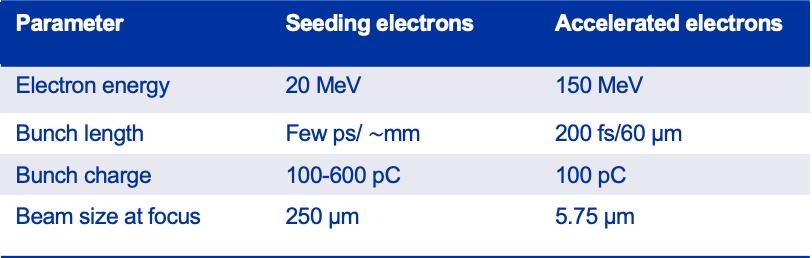 Parameter Seeding electrons Accelerated electrons
Electron energy 20 MeV 150 MeV
Bunch length Few ps/ ~mm 200 fs/60 µm
Bunch charge 100-600 pC 100 pC
Beam size at focus 250 µm 5.75 µm